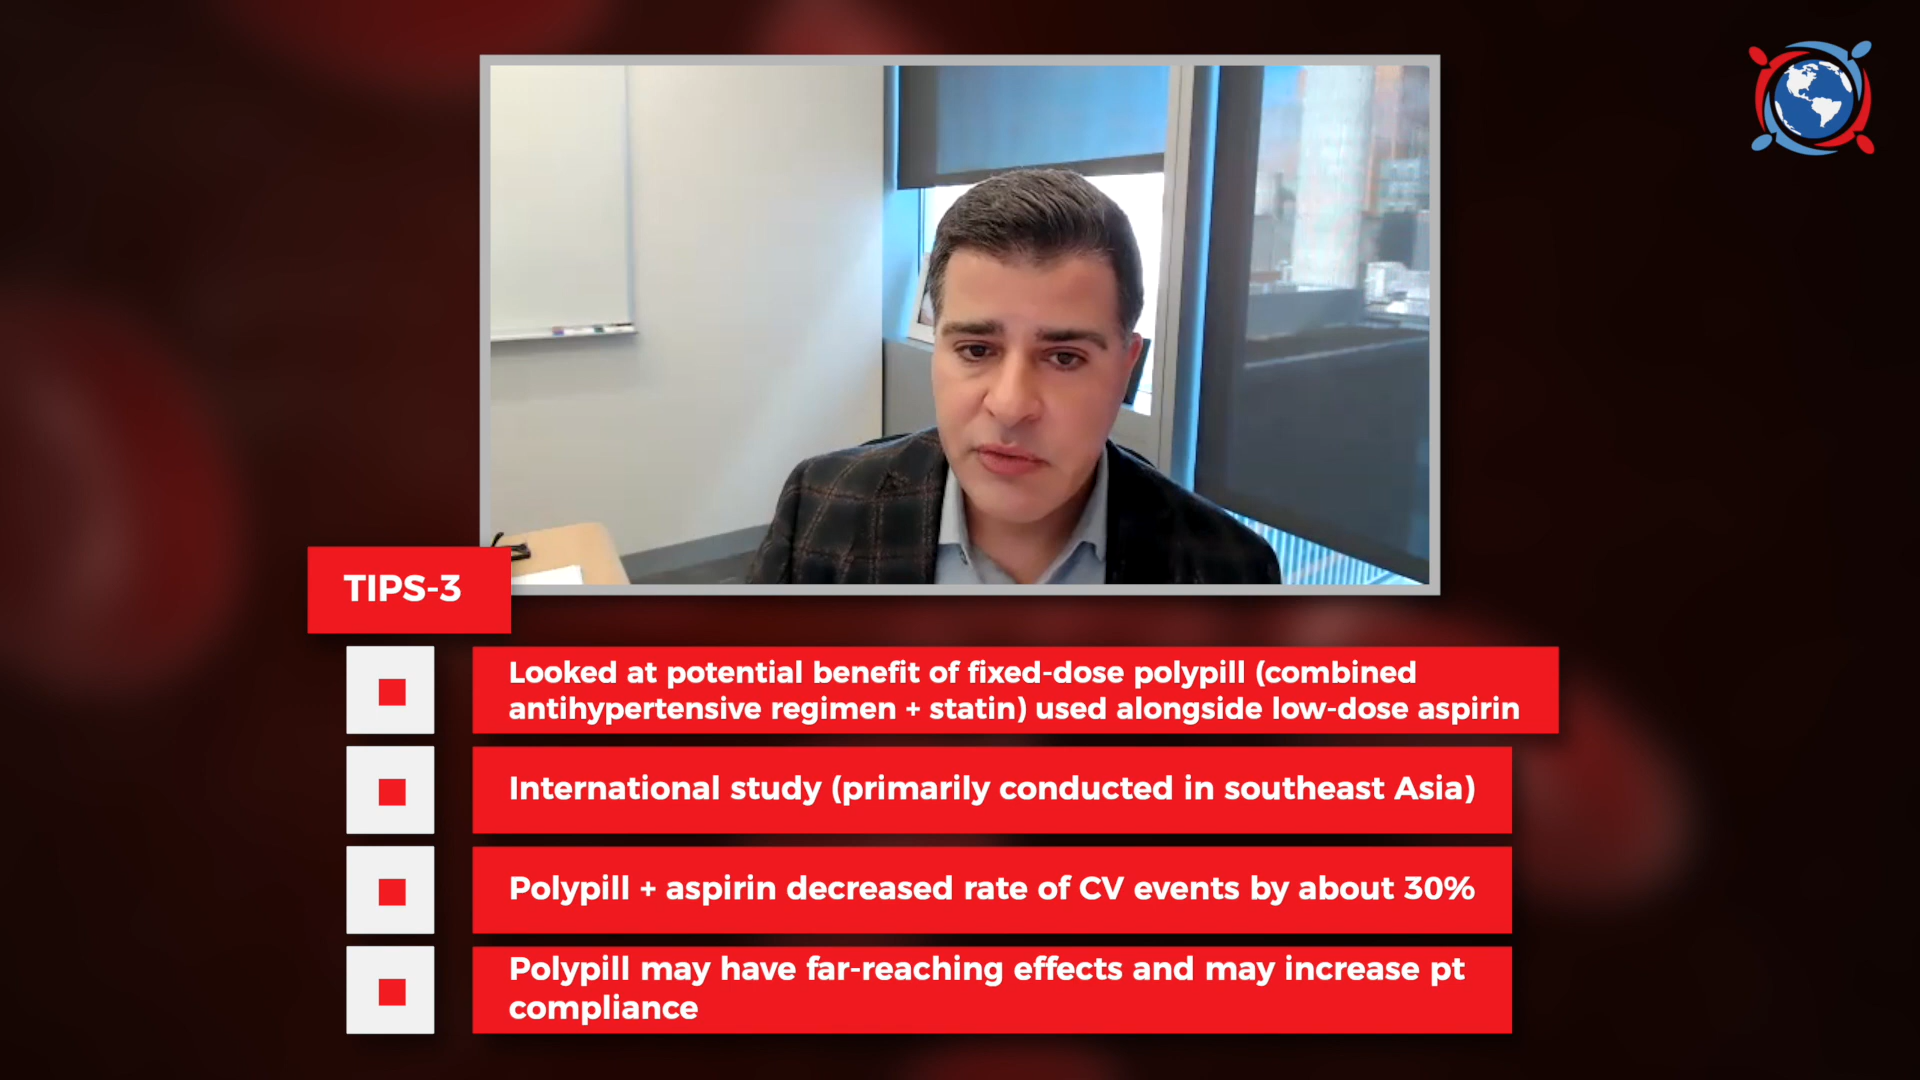 TIPS-3
Looked at potential benefit of fixed-dose polypill (combined
antihypertensive regimen + statin) used alongside low-dose aspirin
International study (primarily conducted in southeast Asia)
Polypill + aspirin decreased rate of CV events by about 30%
Polypill may have far-reaching effects and may increase pt
compliance